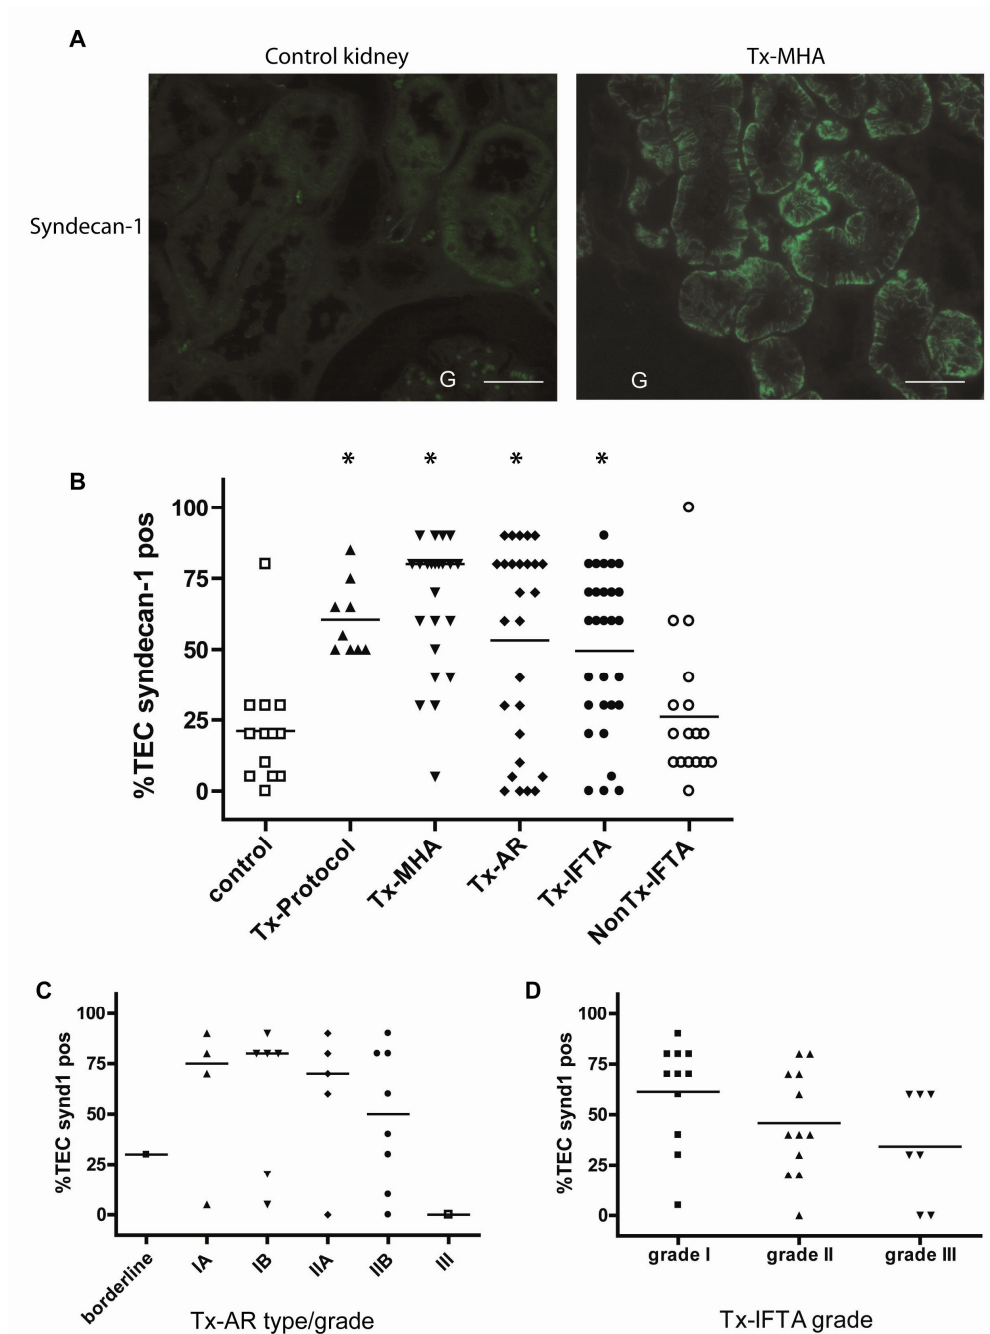 A
Control kidney
Tx-MHA
Syndecan-1
G
G
B
* * * *
%TEC syndecan-1 pos
100
75
50
25
0
control
Tx-Protocol
Tx-MHA
Tx-AR
Tx-IFTA
NonTx-IFTA
C
%TEC synd1 pos
100
75
50
25
0
borderline
IA
IB
IIA
IIB
III
Tx-AR type/grade
D
%TEC synd1 pos
100
75
50
25
0
grade I
grade II
grade III
Tx-IFTA grade